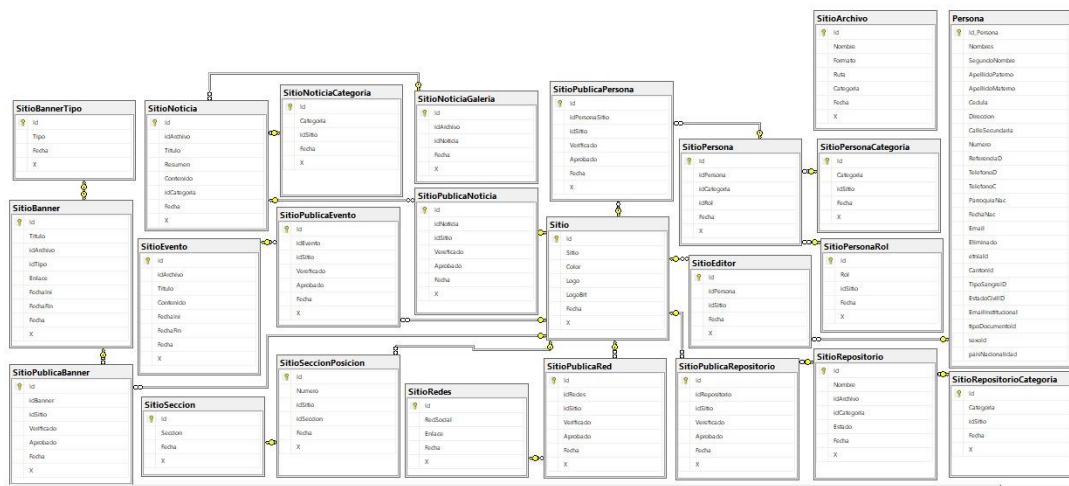 SitioArchivo
Id
Nombre
Formato
Ruta
Categoria
Fecha
X
Persona
Id_Persona
Nombres
SegundoNombre
ApellidoPaterno
ApellidoMaterno
Cedula
Direccion
CalleSecundaria
Numero
ReferenciaD
TelefonoD
TelefonoC
ParroquiaNac
FechaNac
Email
Eliminado
etniaId
CantonId
TipoSangreID
EstadoCivilID
EmailInstitucional
tipoDocumentoId
sexoId
paisNacionalidad
SitioBannerTipo
Id
Tipo
Fecha
X
SitioNoticia
Id
idArchivo
Titulo
Resumen
Contenido
idCategoria
Fecha
X
SitioNoticiaCategoria
Id
Categoria
idSitio
Fecha
X
SitioNoticiaGaleria
Id
idArchivo
idNoticia
Fecha
X
SitioPublicaPersona
Id
idPersonaSitio
idSitio
Verificado
Aprobado
Fecha
X
SitioPersona
Id
idPersona
idCategoria
idRol
Fecha
X
SitioPersonaCategoria
Id
Categoria
idSitio
Fecha
X
SitioBanner
Id
Titulo
idArchivo
idTipo
Enlace
FechaIni
FechaFin
Fecha
X
SitioEvento
Id
idArchivo
Titulo
Contenido
FechaIni
FechaFin
Fecha
X
SitioPublicaEvento
Id
idEvento
idSitio
Vereficado
Aprobado
Fecha
X
SitioPublicaNoticia
Id
idNoticia
idSitio
Vereficado
Aprobado
Fecha
X
Sitio
Id
Sitio
Color
Logo
LogoBit
Fecha
X
SitioEditor
Id
idPersona
idSitio
Fecha
X
SitioPersonaRol
Id
Rol
idSitio
Fecha
X
SitioPublicaBanner
Id
idBanner
idSitio
Verificado
Aprobado
Fecha
X
SitioSeccion
Id
Seccion
Fecha
X
SitioSeccionPosicion
Id
Numero
idSitio
idSeccion
Fecha
X
SitioRedes
Id
RedSocial
Enlace
Fecha
X
SitioPublicaRed
Id
idRedes
idSitio
Verificado
Aprobado
Fecha
X
SitioPublicaRepositorio
Id
idRepositorio
idSitio
Vereficado
Aprobado
Fecha
X
SitioRepositorio
Id
Nombre
idArchivo
idCategoria
Estado
Fecha
X
SitioRepositorioCategoria
Id
Categoria
idSitio
Fecha
X